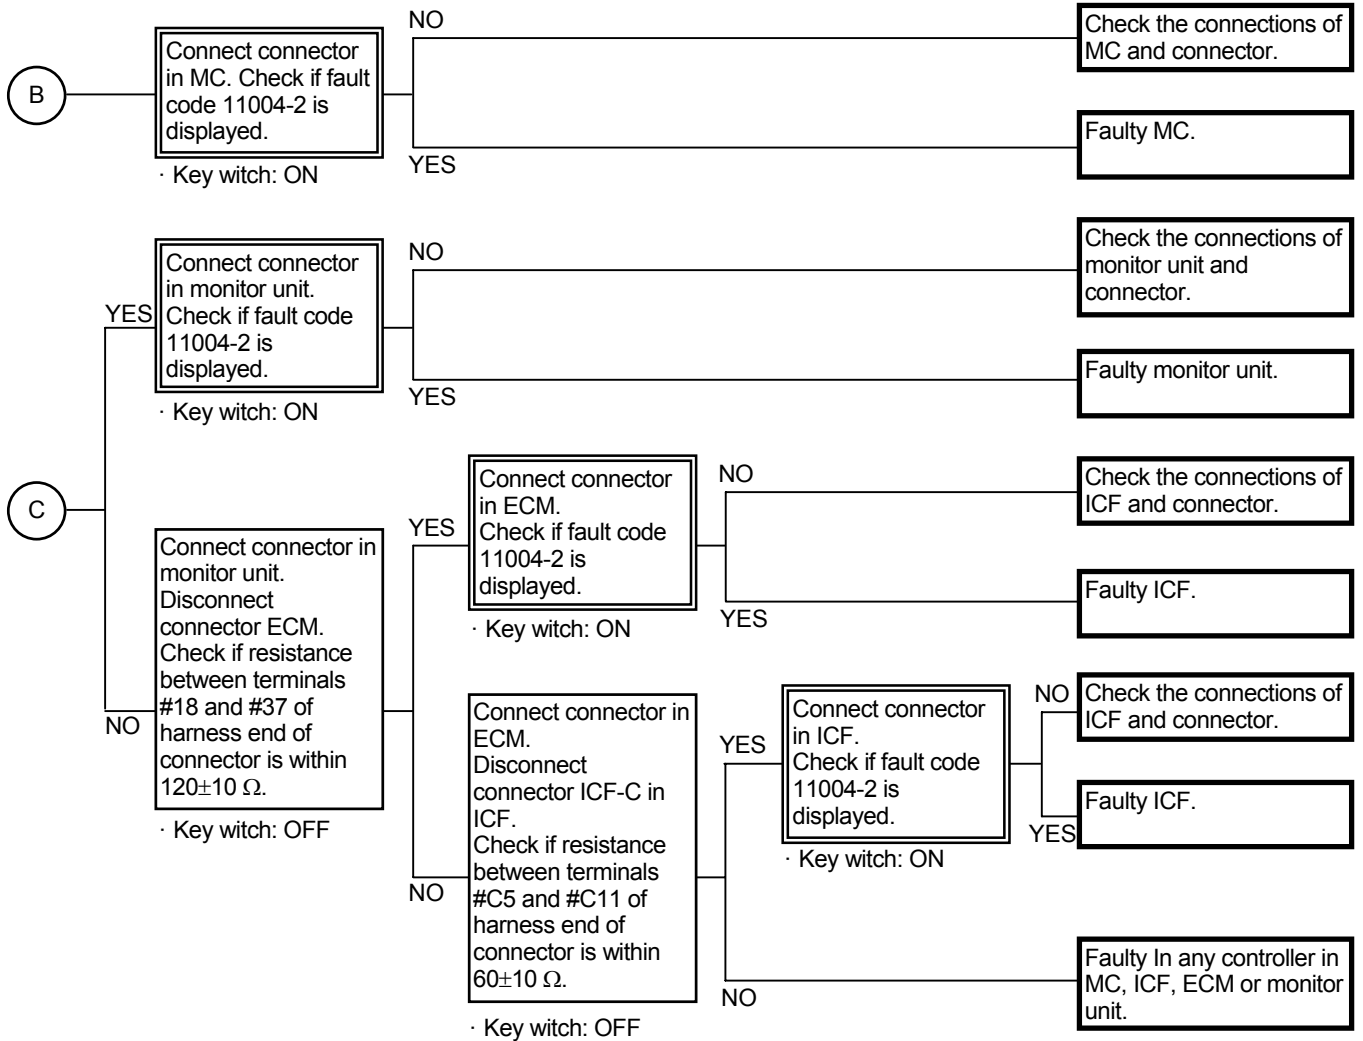 B
Connect connector
in MC. Check if fault
code 11004-2 is
displayed.
· Key witch: ON
NO
Check the connections of
MC and connector.
YES
Faulty MC.
C
YES
Connect connector
in monitor unit.
Check if fault code
11004-2 is
displayed.
· Key witch: ON
NO
Check the connections of
monitor unit and
connector.
YES
Faulty monitor unit.
NO
Connect connector in
monitor unit.
Disconnect
connector ECM.
Check if resistance
between terminals
#18 and #37 of
harness end of
connector is within
120±10 Ω.
· Key witch: OFF
YES
Connect connector
in ECM.
Check if fault code
11004-2 is
displayed.
· Key witch: ON
NO
Check the connections of
ICF and connector.
YES
Faulty ICF.
NO
Connect connector in
ECM.
Disconnect
connector ICF-C in
ICF.
Check if resistance
between terminals
#C5 and #C11 of
harness end of
connector is within
60±10 Ω.
· Key witch: OFF
YES
Connect connector
in ICF.
Check if fault code
11004-2 is
displayed.
· Key witch: ON
NO
Check the connections of
ICF and connector.
YES
Faulty ICF.
NO
Faulty In any controller in
MC, ICF, ECM or monitor
unit.